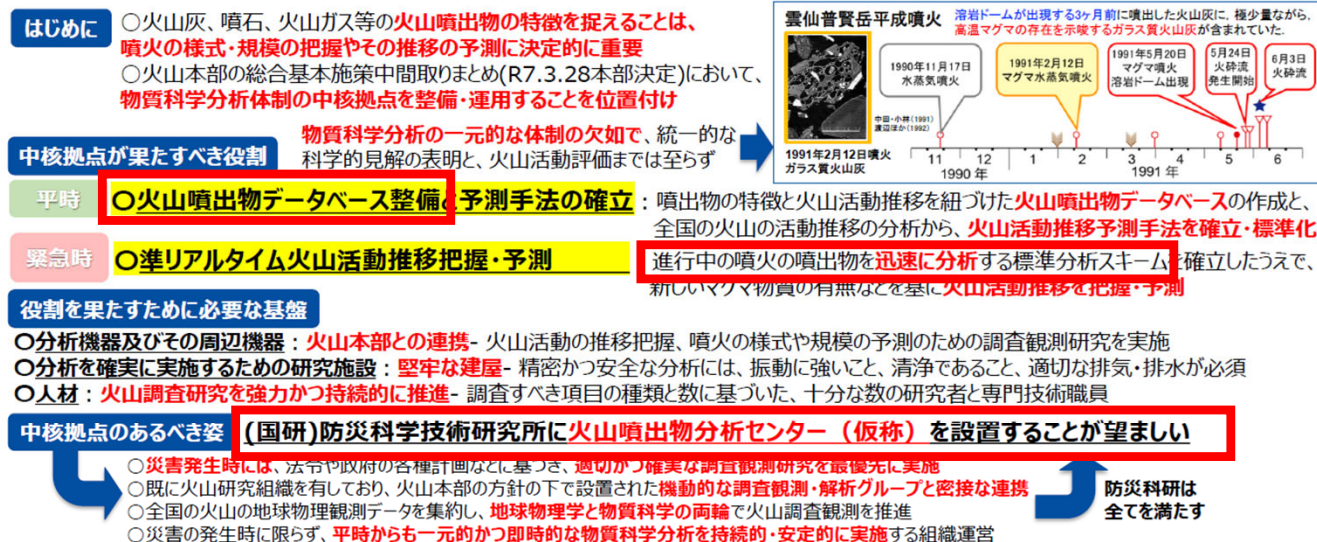 はじめに
○火山灰、噴石、火山ガス等の火山噴出物の特徴を捉えることは、
噴火の様式・規模の把握やその推移の予測に決定的に重要
○火山本部の総合基本施策中間取りまとめ(R7.3.28本部決定)において、
物質科学分析体制の中核拠点を整備・運用することを位置付け
雲仙普賢岳平成噴火
溶岩ドームが出現する3ヶ月前に噴出した火山灰に、極少量ながら、
高温マグマの存在を示唆するガラス質火山灰が含まれていた.
1990年11月17日
水蒸気噴火
1991年2月12日
マグマ水蒸気噴火
1991年5月20日
マグマ噴火
溶岩ドーム出現
5月24日
火砕流
発生開始
6月3日
火砕流
中田・小林(1991)
渡辺ほか(1992)
1991年2月12日噴火
ガラス質火山灰
11 12 1 2 3 4 5 6
1990 年 1991 年
中核拠点が果たすべき役割
物質科学分析の一元的な体制の欠如で、統一的な
科学的見解の表明と、火山活動評価までは至らず
平時
○火山噴出物データベース整備と予測手法の確立：噴出物の特徴と火山活動推移を紐づけた火山噴出物データベースの作成と、
全国の火山の活動推移の分析から、火山活動推移予測手法を確立・標準化
緊急時
○準リアルタイム火山活動推移把握・予測
進行中の噴火の噴出物を迅速に分析する標準分析スキームを確立したうえで、
新しいマグマ物質の有無などを基に火山活動推移を把握・予測
役割を果たすために必要な基盤
○分析機器及びその周辺機器：火山本部との連携- 火山活動の推移把握、噴火の様式や規模の予測のための調査観測研究を実施
○分析を確実に実施するための研究施設：堅牢な建屋- 精密かつ安全な分析には、振動に強いこと、清浄であること、適切な排気・排水が必須
○人材：火山調査研究を強力かつ持続的に推進- 調査すべき項目の種類と数に基づいた、十分な数の研究者と専門技術職員
中核拠点のあるべき姿
(国研)防災科学技術研究所に火山噴出物分析センター（仮称）を設置することが望ましい
○災害発生時には、法令や政府の各種計画などに基づき、適切かつ確実な調査観測研究を最優先に実施
○既に火山研究組織を有しており、火山本部の方針の下で設置された機動的な調査観測・解析グループと密接な連携
○全国の火山の地球物理観測データを集約し、地球物理学と物質科学の両輪で火山調査観測を推進
○災害の発生時に限らず、平時からも一元的かつ即時的な物質科学分析を持続的・安定的に実施する組織運営
防災科研は
全てを満たす